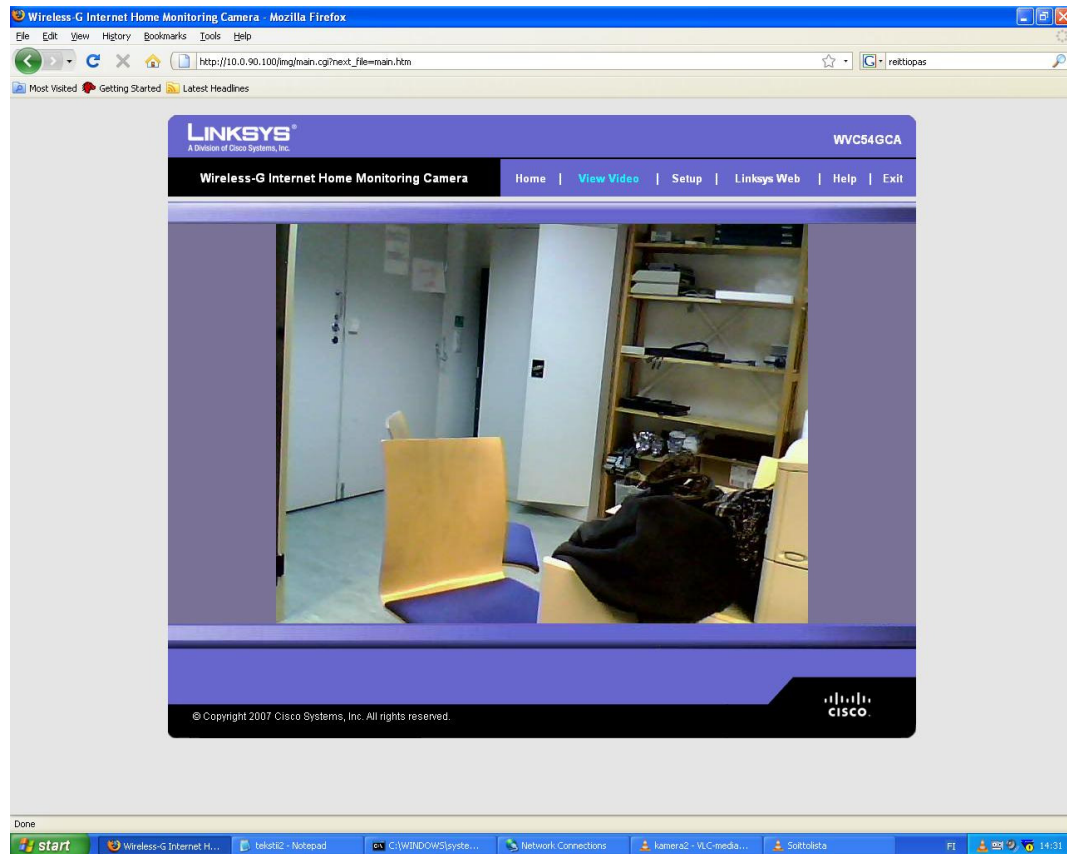 Wireless-G Internet Home Monitoring Camera - Mozilla Firefox
File Edit View History Bookmarks Tools Help
http://10.0.90.100/img/main.cgi?next_file=main.htm
G reittiopas
Most Visited Getting Started Latest Headlines
LINKSYS®
A Division of Cisco Systems, Inc.
WVC54GCA
Wireless-G Internet Home Monitoring Camera
Home | View Video | Setup | Linksys Web | Help | Exit
CISCO.
© Copyright 2007 Cisco Systems, Inc. All rights reserved.
Done
start Wireless-G Internet H... tekstii2 - Notepad C:\WINDOWS\syste... Network Connections kamera2 - VLC-media... Soittolista FI 14:31